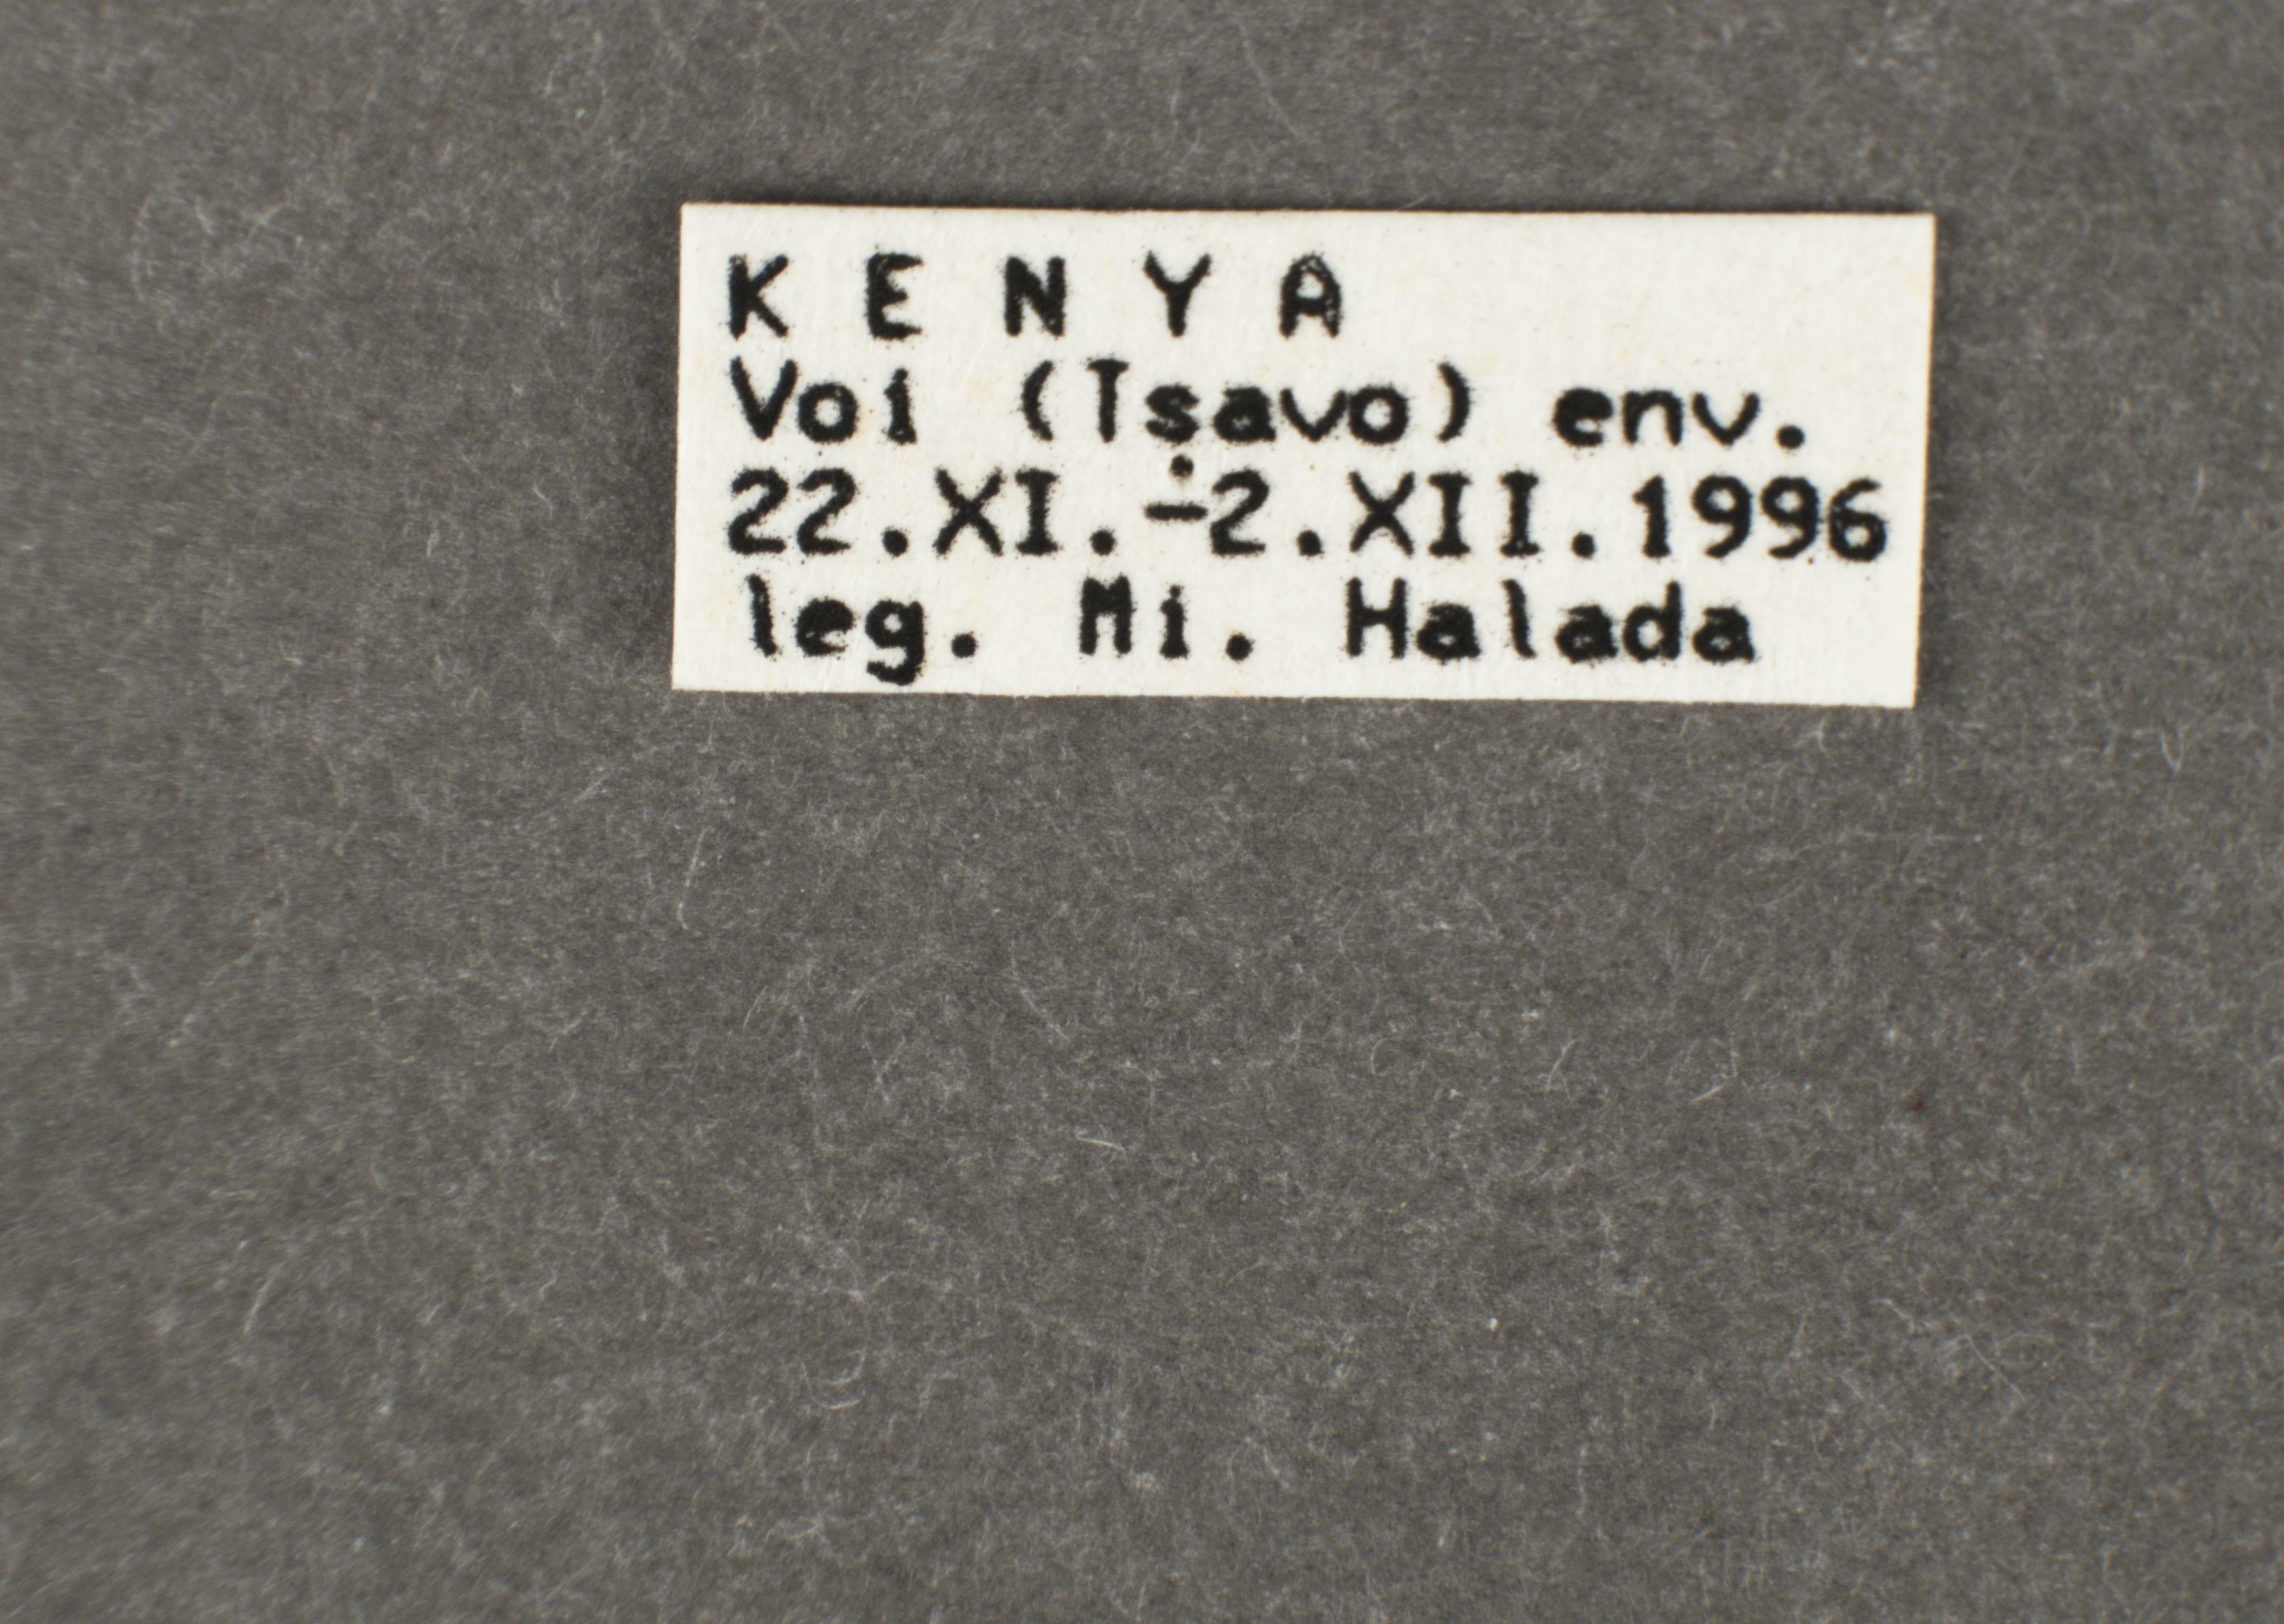 K E N Y A
Voi (Tsavo) env.
22.XI.-2.XII.1996
leg. Mi. Halada